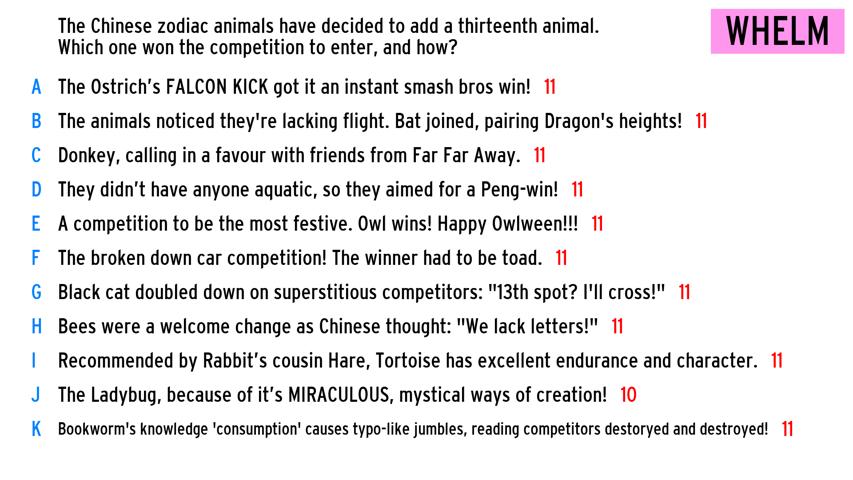 The Chinese zodiac animals have decided to add a thirteenth animal.
Which one won the competition to enter, and how?
WHELM
A The Ostrich's FALCON KICK got it an instant smash bros win! 11
B The animals noticed they're lacking flight. Bat joined, pairing Dragon's heights! 11
C Donkey, calling in a favour with friends from Far Far Away. 11
D They didn't have anyone aquatic, so they aimed for a Peng-win! 11
E A competition to be the most festive. Owl wins! Happy Owlween!!! 11
F The broken down car competition! The winner had to be toad. 11
G Black cat doubled down on superstitious competitors: "13th spot? I'll cross!" 11
H Bees were a welcome change as Chinese thought: "We lack letters!" 11
I Recommended by Rabbit's cousin Hare, Tortoise has excellent endurance and character. 11
J The Ladybug, because of it's MIRACULOUS, mystical ways of creation! 10
K Bookworm's knowledge 'consumption' causes typo-like jumbles, reading competitors destoryed and destroyed! 11